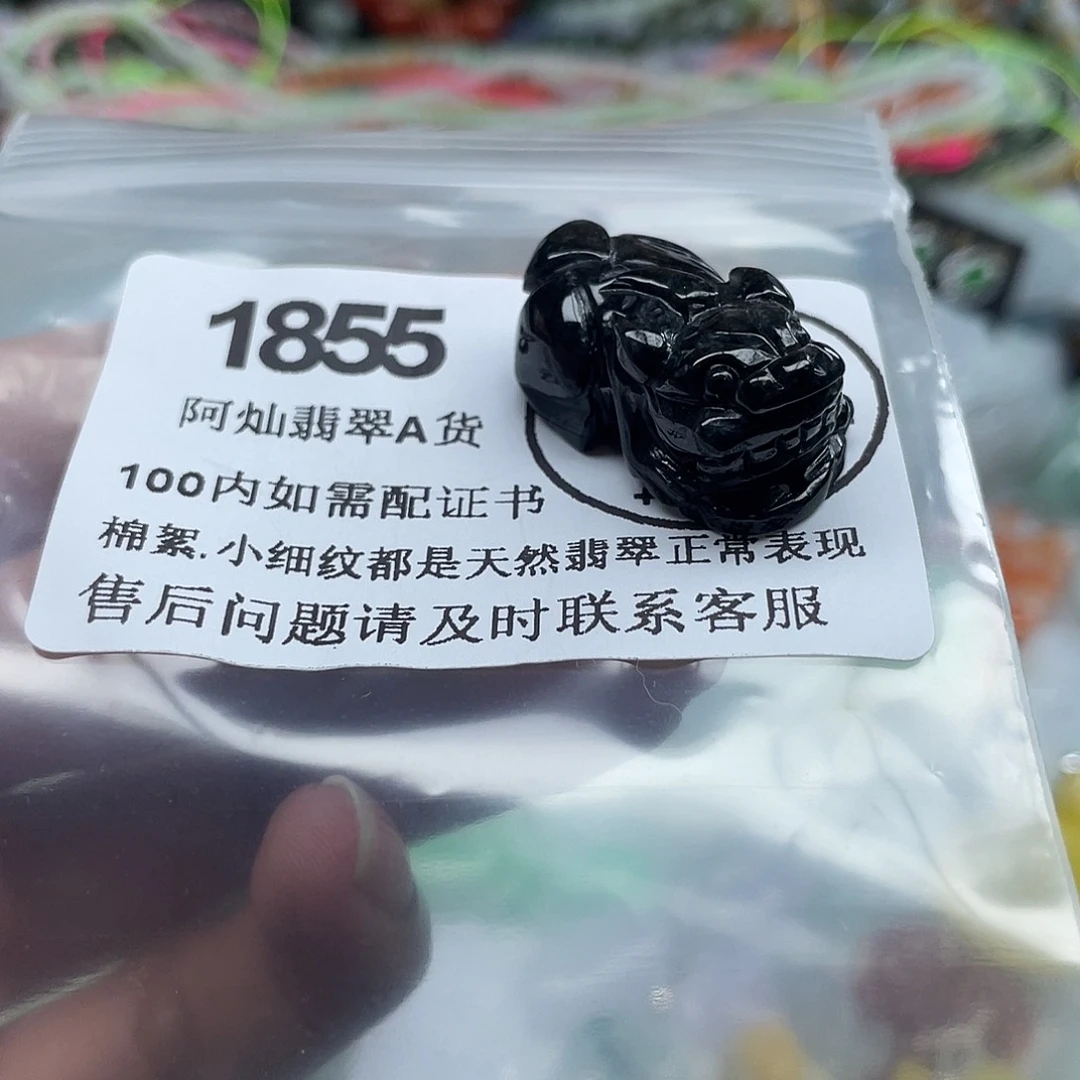 1855
阿灿翡翠A货
100内如需配证书
棉絮.小细纹都是天然翡翠正常表现
售后问题请及时联系客服